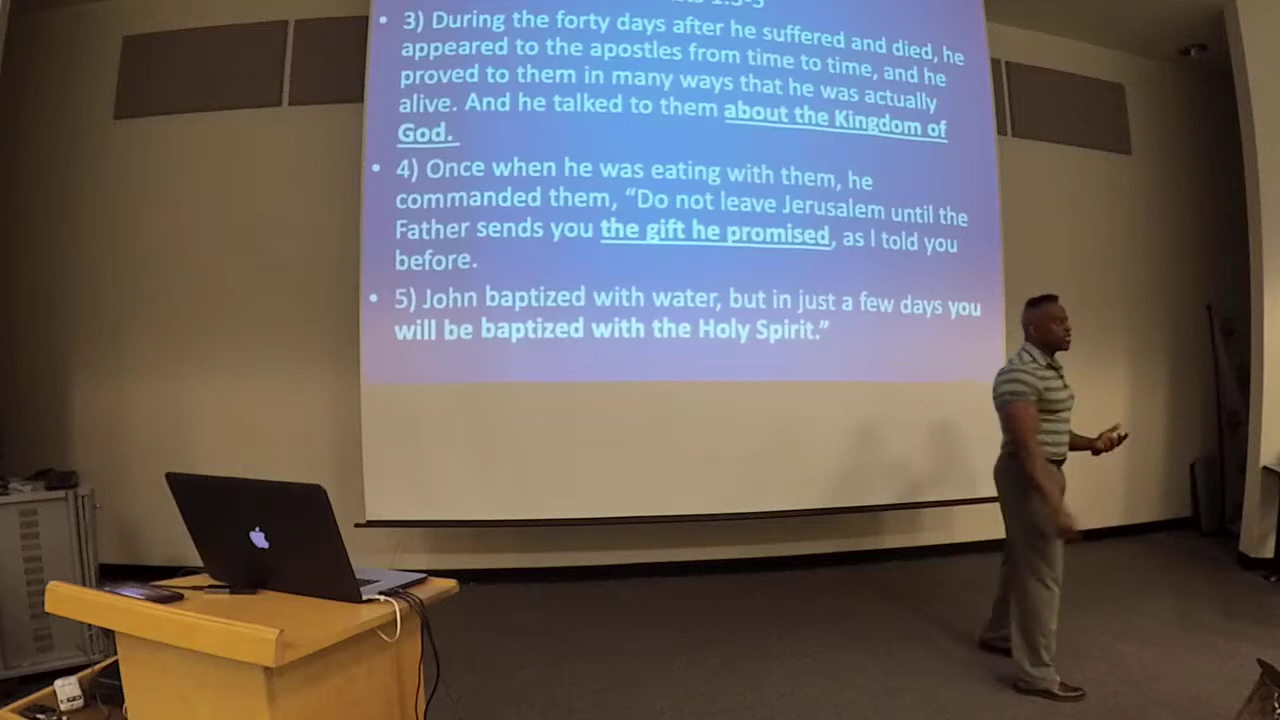 3) During the forty days after he suffered and died, he
appeared to the apostles from time to time, and he
proved to them in many ways that he was actually
alive. And he talked to them about the Kingdom of
God.
4) Once when he was eating with them, he
commanded them, “Do not leave Jerusalem until the
Father sends you the gift he promised, as I told you
before.
5) John baptized with water, but in just a few days you
will be baptized with the Holy Spirit.”